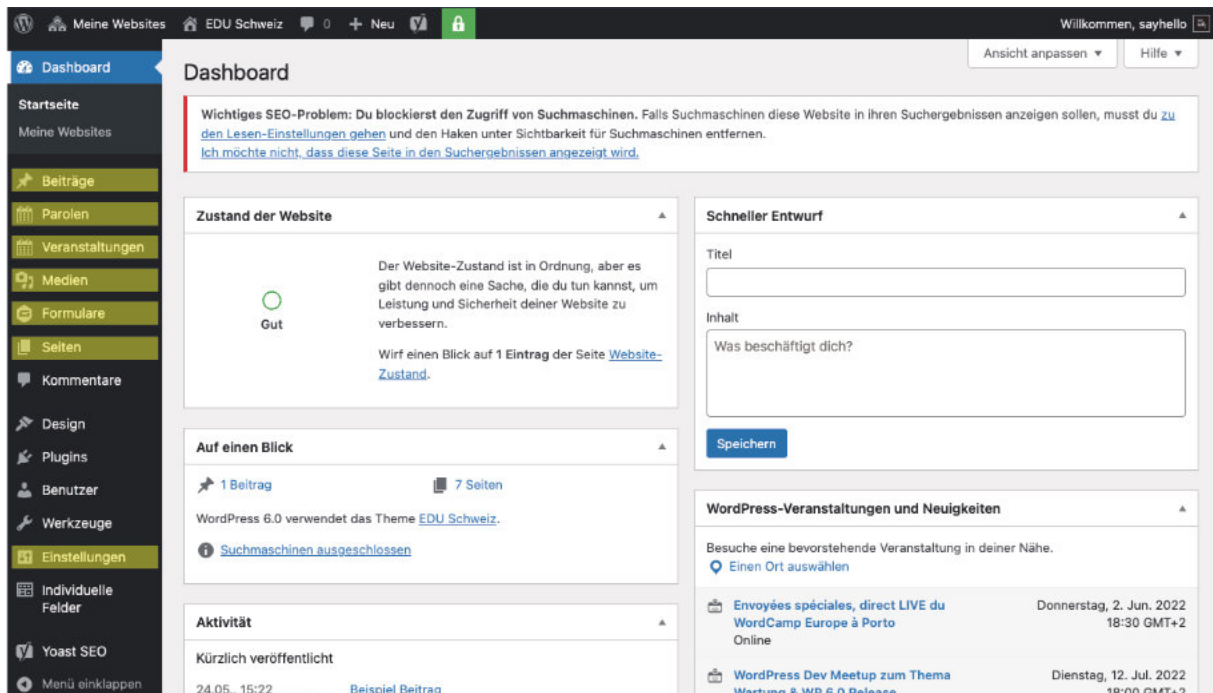 Meine Websites EDU Schweiz 0 + Neu
Willkommen, sayhello
Ansicht anpassen ▼ Hilfe ▼
Dashboard
Startseite
Meine Websites
Beiträge
Parolen
Veranstaltungen
Medien
Formulare
Seiten
Kommentare
Design
Plugins
Benutzer
Werkzeuge
Einstellungen
Individuelle
Felder
Yoast SEO
Menü einklappen
Dashboard
Wichtiges SEO-Problem: Du blockierst den Zugriff von Suchmaschinen. Falls Suchmaschinen diese Website in ihren Suchergebnissen anzeigen sollen, musst du zu
den Lesen-Einstellungen gehen und den Haken unter Sichtbarkeit für Suchmaschinen entfernen.
Ich möchte nicht, dass diese Seite in den Suchergebnissen angezeigt wird.
Zustand der Website
Gut
Der Website-Zustand ist in Ordnung, aber es
gibt dennoch eine Sache, die du tun kannst, um
Leistung und Sicherheit deiner Website zu
verbessern.
Wirf einen Blick auf 1 Eintrag der Seite Website-
Zustand.
Auf einen Blick
1 Beitrag 7 Seiten
WordPress 6.0 verwendet das Theme EDU Schweiz.
Suchmaschinen ausgeschlossen
Aktivität
Kürzlich veröffentlicht
24.05., 15:22 Beispiel Beitrag
Schneller Entwurf
Titel
Inhalt
Was beschäftigt dich?
Speichern
WordPress-Veranstaltungen und Neuigkeiten
Besuche eine bevorstehende Veranstaltung in deiner Nähe.
Einen Ort auswählen
Envoyées spéciales, direct LIVE du Donnerstag, 2. Jun. 2022
WordCamp Europe à Porto 18:30 GMT+2
Online
WordPress Dev Meetup zum Thema Dienstag, 12. Jul. 2022
Wartung & WP 6.0 Release 18:00 GMT+2